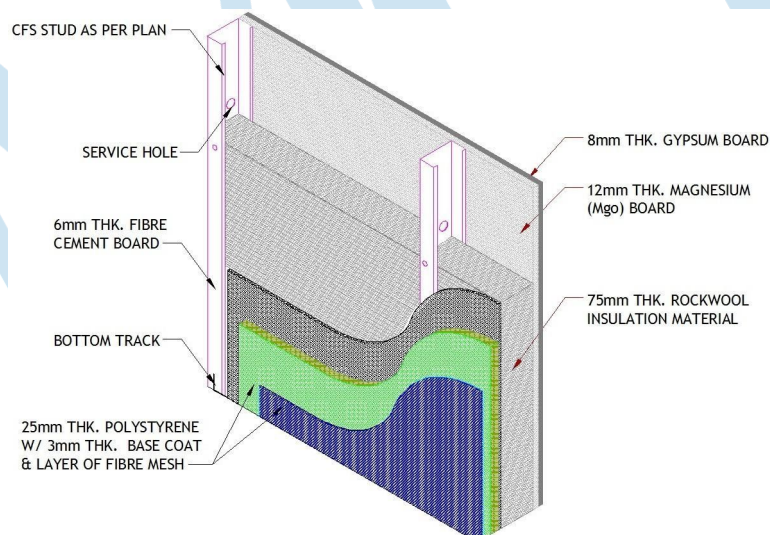 CFS STUD AS PER PLAN
SERVICE HOLE
6mm THK. FIBRE
CEMENT BOARD
BOTTOM TRACK
25mm THK. POLYSTYRENE
W/ 3mm THK. BASE COAT
& LAYER OF FIBRE MESH
8mm THK. GYPSUM BOARD
12mm THK. MAGNESIUM
(Mgo) BOARD
75mm THK. ROCKWOOL
INSULATION MATERIAL